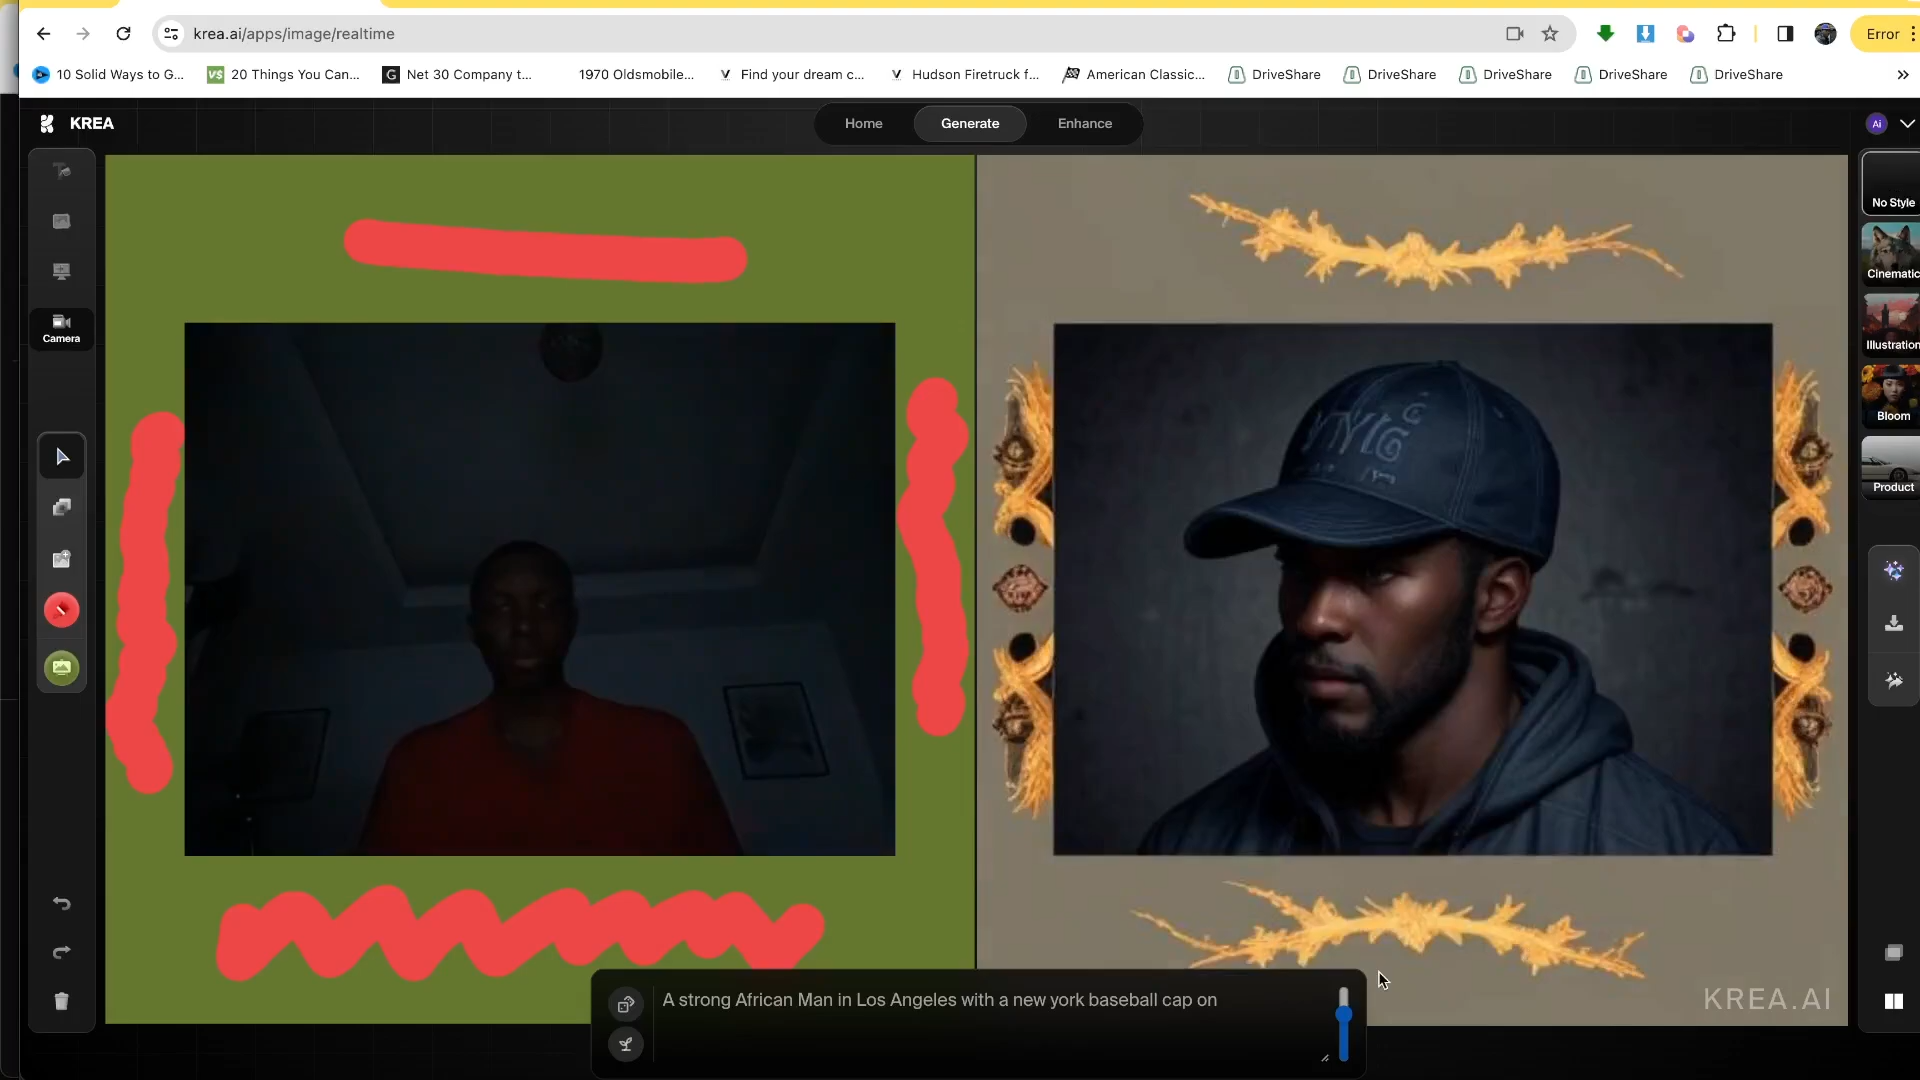 krea.ai/apps/image/realtime
Error
10 Solid Ways to G...
20 Things You Can...
Net 30 Company t...
1970 Oldsmobile...
Find your dream c...
Hudson Firetruck f...
American Classic...
DriveShare
DriveShare
DriveShare
DriveShare
DriveShare
KREA
Home
Generate
Enhance
Ai
No Style
Cinematic
Illustration
Bloom
Product
Camera
A strong African Man in Los Angeles with a new york baseball cap on
KREA.AI